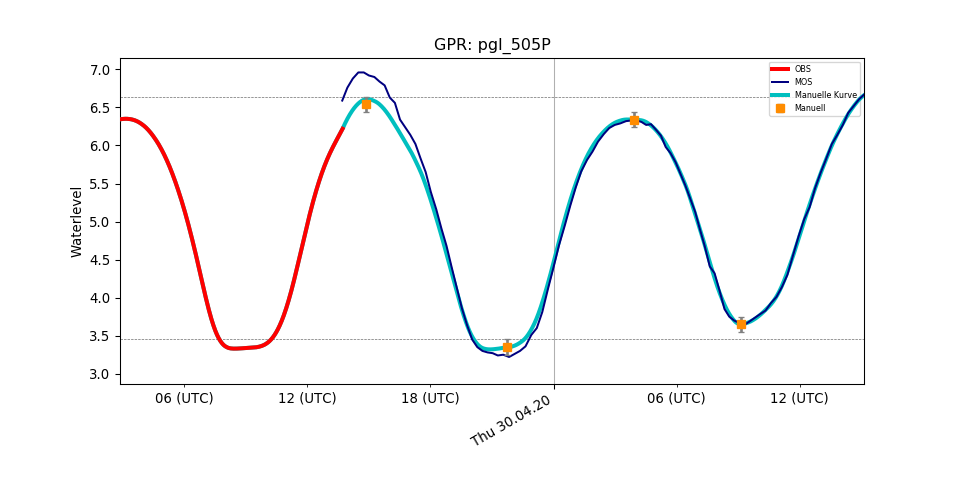 GPR: pgl_505P
OBS
MOS
Manuelle Kurve
Manuell
Waterlevel
7.0
6.5
6.0
5.5
5.0
4.5
4.0
3.5
3.0
06 (UTC)
12 (UTC)
18 (UTC)
Thu 30.04.20
06 (UTC)
12 (UTC)